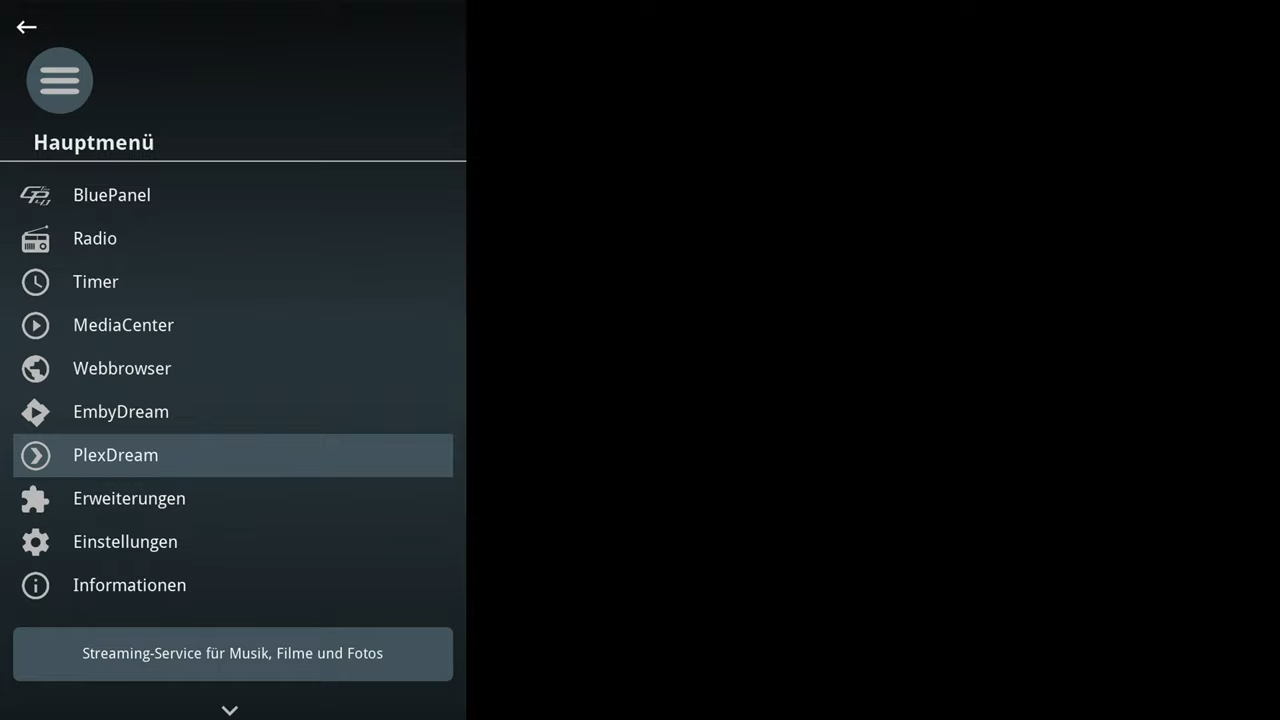 Hauptmenü
BluePanel
Radio
Timer
MediaCenter
Webbrowser
EmbyDream
PlexDream
Erweiterungen
Einstellungen
Informationen
Streaming-Service für Musik, Filme und Fotos